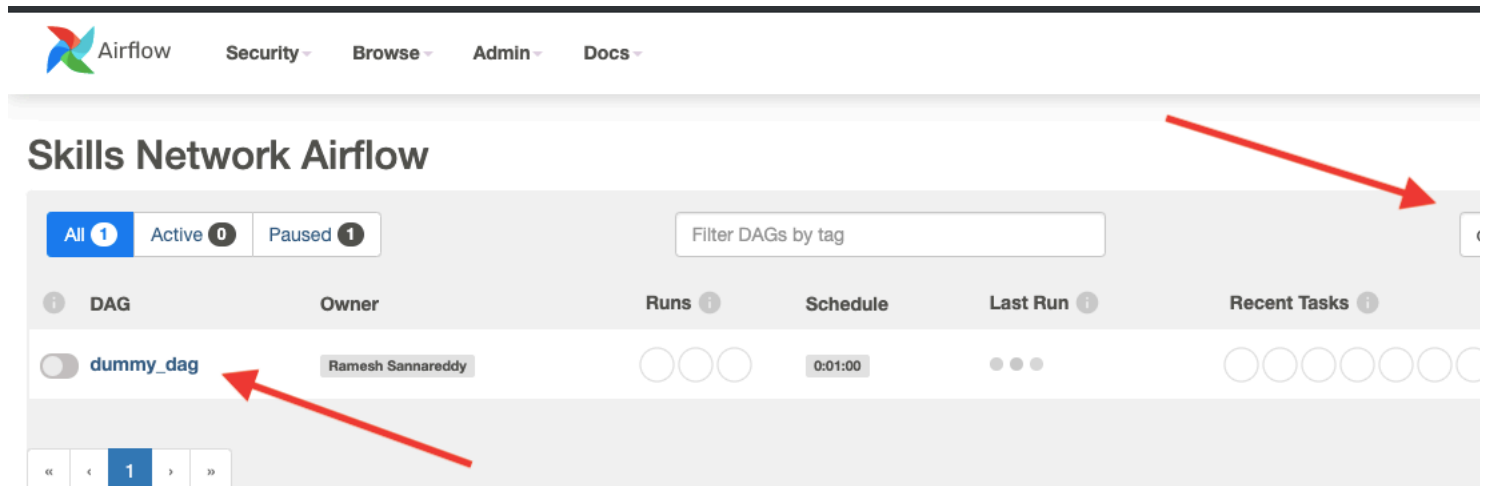 Airflow Security Browse Admin Docs
Skills Network Airflow
All 1 Active 0 Paused 1 Filter DAGs by tag
DAG Owner Runs Schedule Last Run Recent Tasks
dummy_dag Ramesh Sannareddy 0:01:00
« ‹ 1 › »